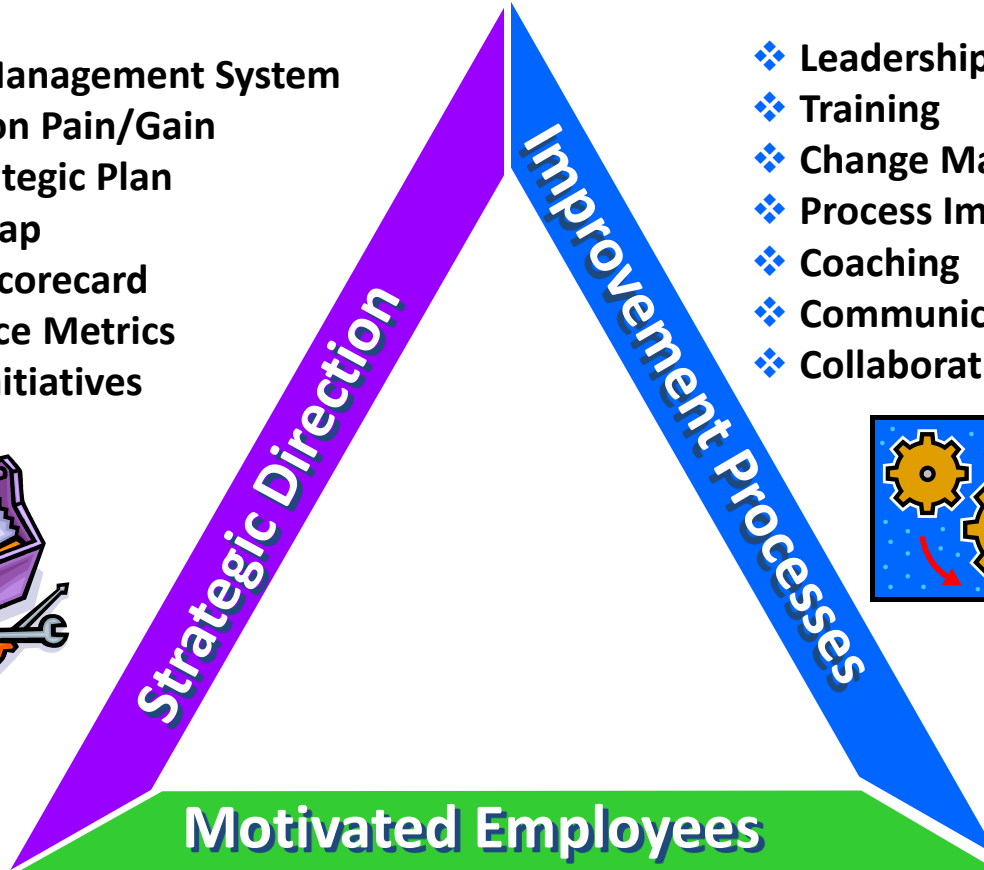 anagement System
on Pain/Gain
tegic Plan
ap
corecard
ce Metrics
itiatives
Leadership
Training
Change Ma
Process Im
Coaching
Communic
Collaborat
Strategic Direction
Improvement Processes
Motivated Employees